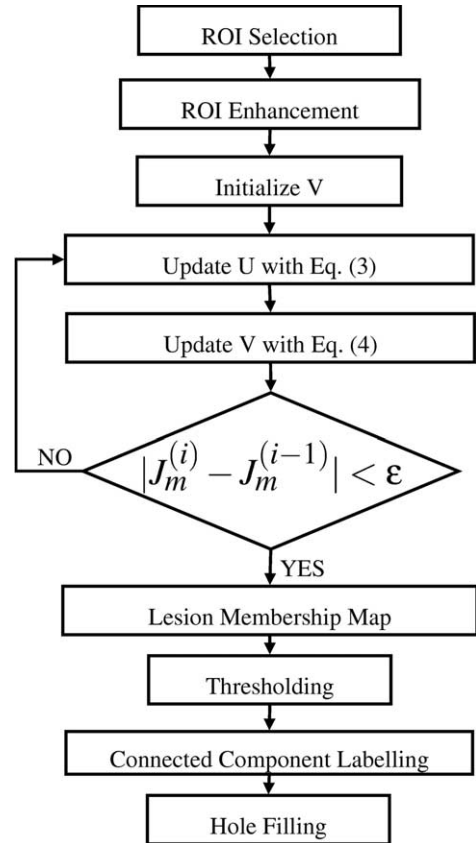 ROI Selection
ROI Enhancement
Initialize V
Update U with Eq. (3)
Update V with Eq. (4)
|J_m^{(i)} − J_m^{(i−1)}| < ε
NO
YES
Lesion Membership Map
Thresholding
Connected Component Labelling
Hole Filling